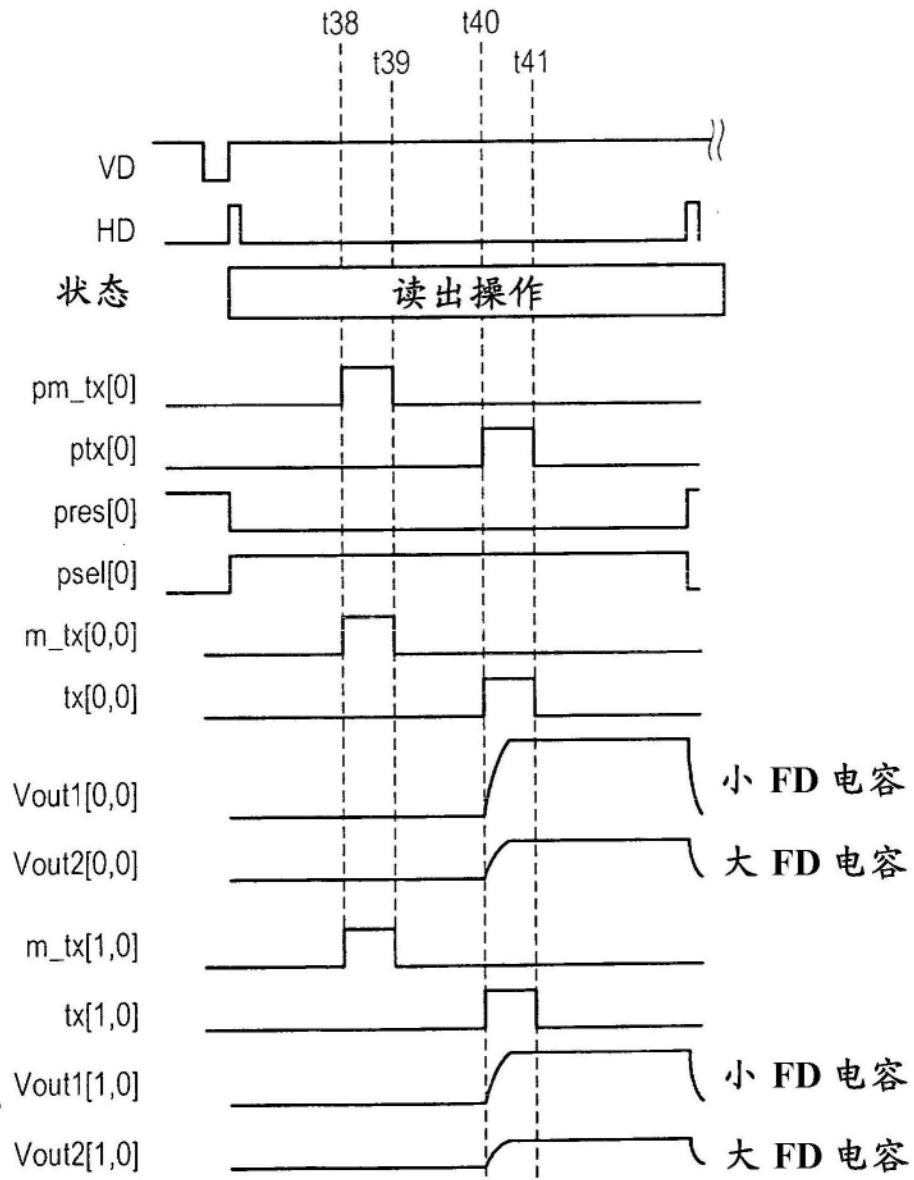 t38
t40
t39
t41
VD
HD
状态
读出操作
pm_tx[0]
ptx[0]
pres[0]
psel[0]
m_tx[0,0]
tx[0,0]
Vout1[0,0] 小 FD 电容
Vout2[0,0] 大 FD 电容
m_tx[1,0]
tx[1,0]
Vout1[1,0] 小 FD 电容
Vout2[1,0] 大 FD 电容